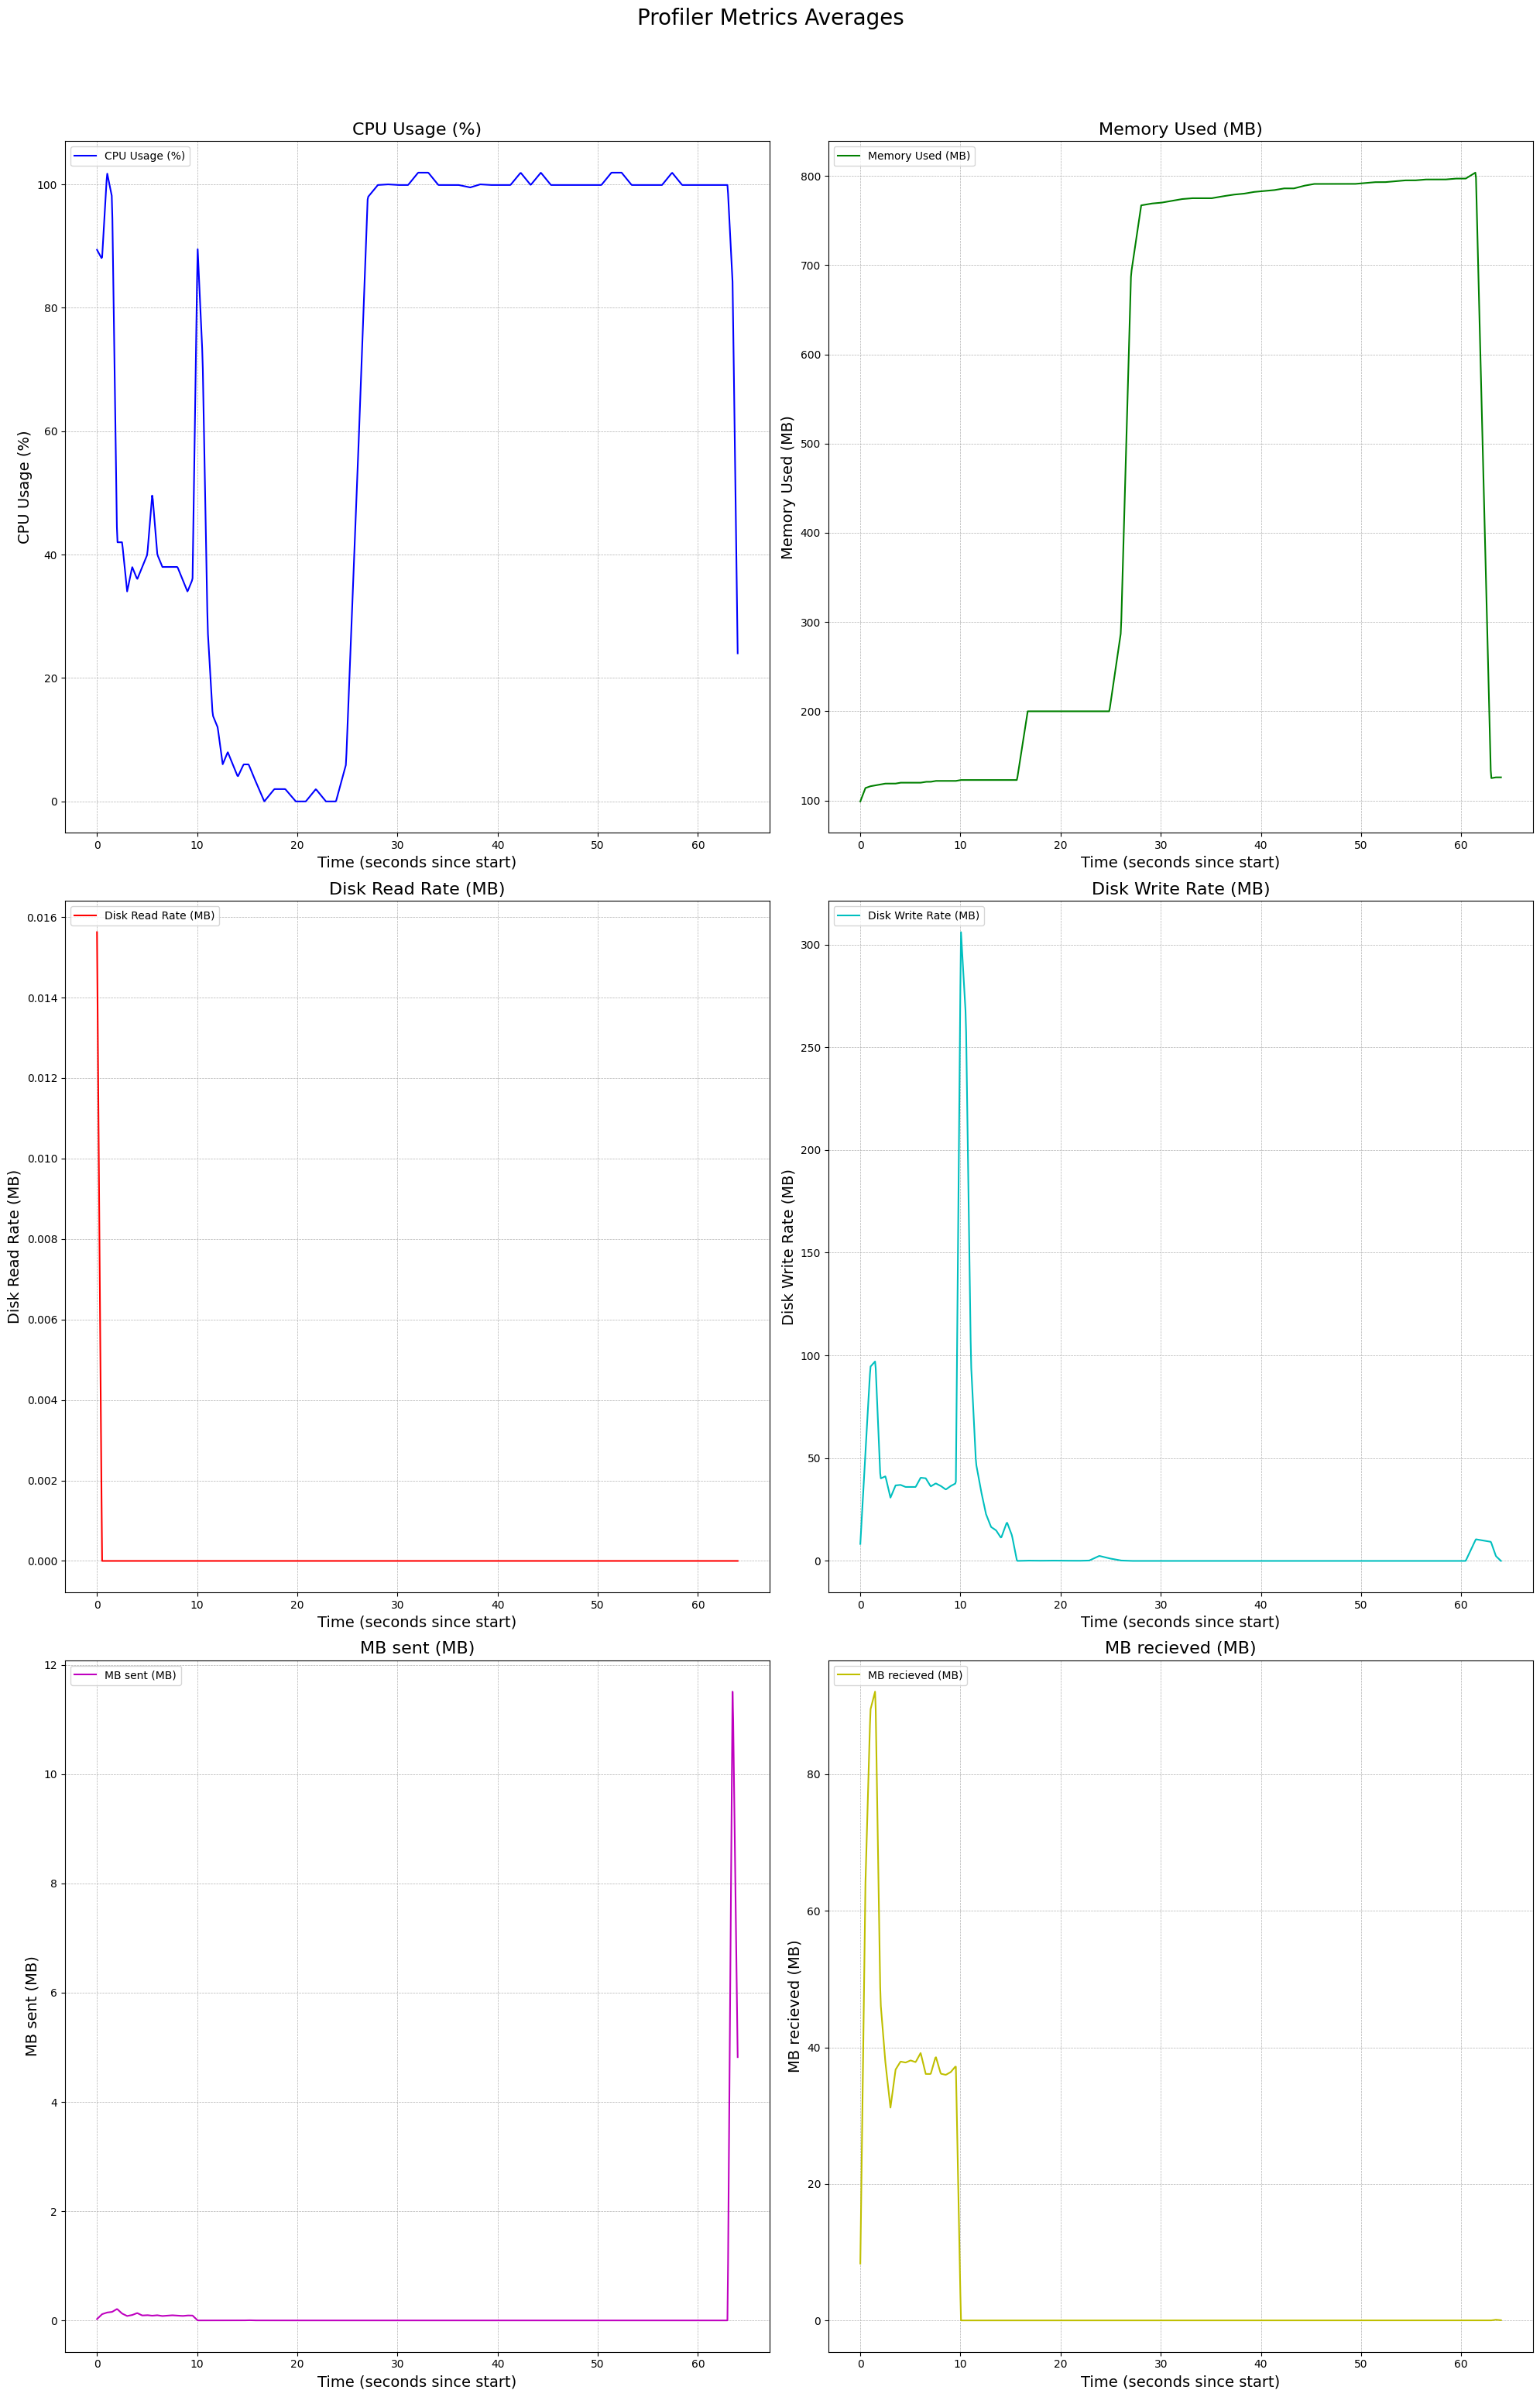 Profiler Metrics Averages
CPU Usage (%)
CPU Usage (%)
CPU Usage (%)
100
80
60
40
20
0
0 10 20 30 40 50 60
Time (seconds since start)
Memory Used (MB)
Memory Used (MB)
Memory Used (MB)
800
700
600
500
400
300
200
100
0 10 20 30 40 50 60
Time (seconds since start)
Disk Read Rate (MB)
Disk Read Rate (MB)
Disk Read Rate (MB)
0.016
0.014
0.012
0.010
0.008
0.006
0.004
0.002
0.000
0 10 20 30 40 50 60
Time (seconds since start)
Disk Write Rate (MB)
Disk Write Rate (MB)
Disk Write Rate (MB)
300
250
200
150
100
50
0
0 10 20 30 40 50 60
Time (seconds since start)
MB sent (MB)
MB sent (MB)
MB sent (MB)
12
10
8
6
4
2
0
0 10 20 30 40 50 60
Time (seconds since start)
MB recieved (MB)
MB recieved (MB)
MB recieved (MB)
80
60
40
20
0
0 10 20 30 40 50 60
Time (seconds since start)